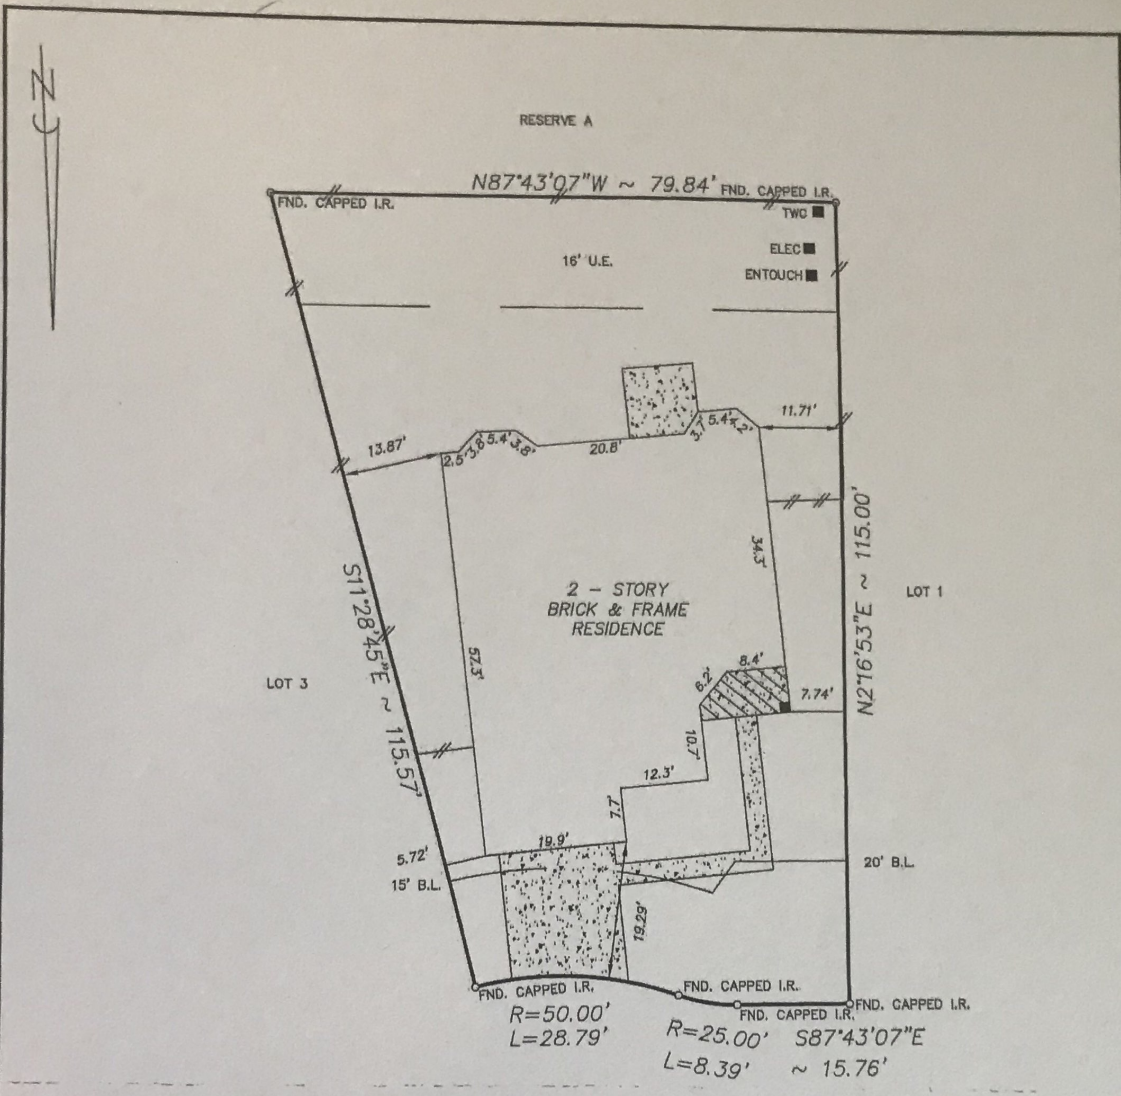 N
RESERVE A
N87°43'07"W ~ 79.84'
FND. CAPPED I.R.
FND. CAPPED I.R.
TWC
ELEC
ENTOUCH
16' U.E.
11.71'
13.87'
2.5'
3.8'
5.4'
3.8'
20.8'
3.7'
5.4'
4.2'
34.3'
S11°28'45"E ~ 115.57'
N2°16'53"E ~ 115.00'
LOT 1
2 - STORY
BRICK & FRAME
RESIDENCE
57.3'
LOT 3
6.2'
8.4'
7.74'
10.7'
12.3'
7.7'
19.9'
5.72'
15' B.L.
20' B.L.
19.29'
FND. CAPPED I.R.
FND. CAPPED I.R.
FND. CAPPED I.R.
FND. CAPPED I.R.
R=50.00'
L=28.79'
R=25.00'
L=8.39'
S87°43'07"E
~ 15.76'